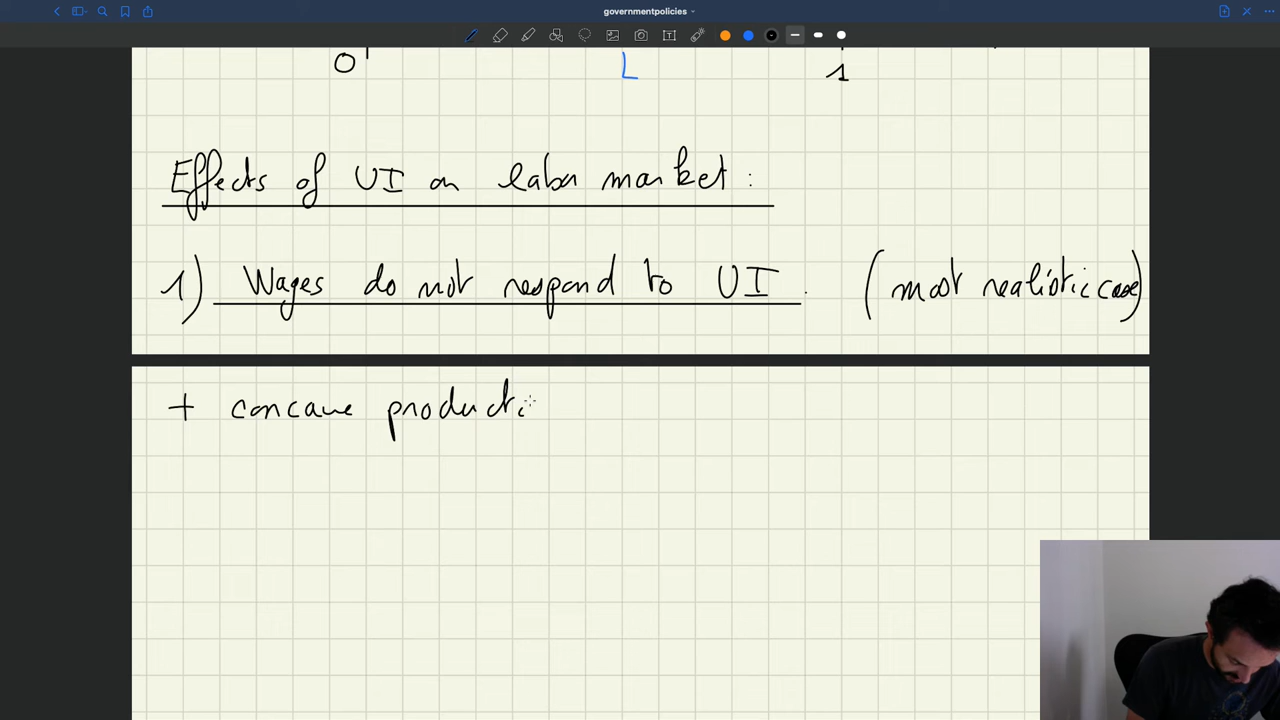 governmentpolicies
0
L
1
Effects of UI on labor market :
1) Wages do not respond to UI. (most realistic case)
+ concave producti